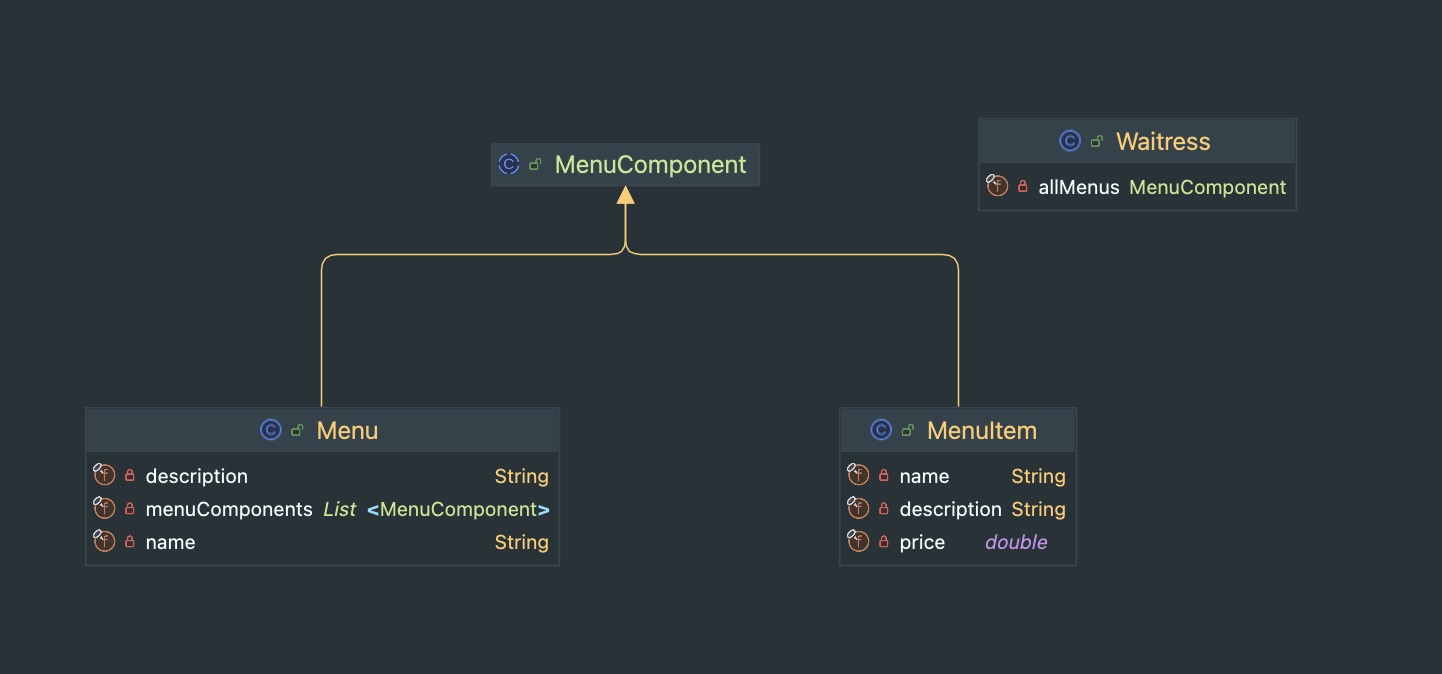 MenuComponent
Waitress
allMenus MenuComponent
Menu
description String
menuComponents List <MenuComponent>
name String
MenuItem
name String
description String
price double